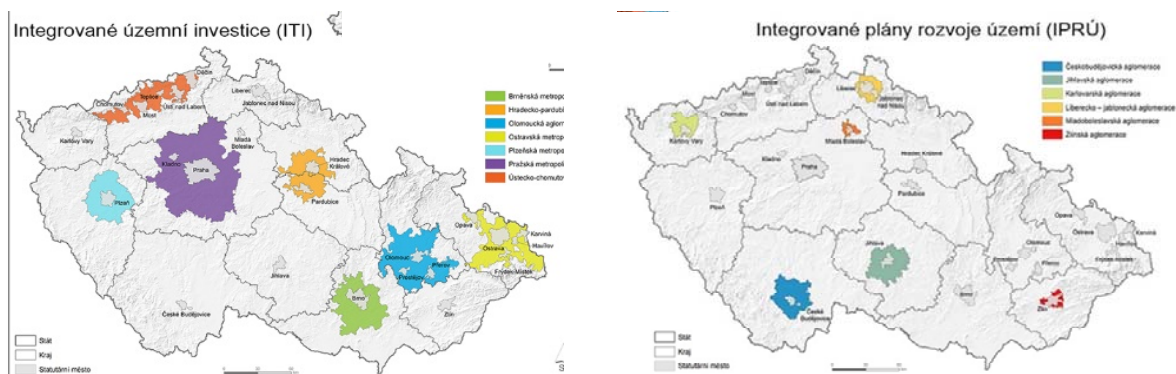 Integrované územní investice (ITI)
Děčín
Teplice
Chomutov
Ústí nad Labem
Most
Liberec
Jablonec nad Nisou
Karlovy Vary
Mladá
Boleslav
Kladno
Praha
Hradec
Králové
Pardubice
Plzeň
Opava
Ostrava
Karviná
Havířov
Frýdek Místek
Olomouc
Přerov
Prostějov
Jihlava
Brno
Zlín
České Budějovice
Brněnská metropo
Hradecko-pardubi
Olomoucká aglom
Ostravská metropo
Plzeňská metropo
Pražská metropoli
Ústecko-chomutov
Stát
Kraj
Statutární město
Integrované plány rozvoje území (IPRÚ)
Českobudějovická aglomerace
Jihlavská aglomerace
Karlovarská aglomerace
Liberecko – jablonecká aglomerace
Mladoboleslavská aglomerace
Zlínská aglomerace
Děčín
Teplice
Ústí nad Labem
Most
Chomutov
Liberec
Jablonec
nad Nisou
Karlovy Vary
Mladá Boleslav
Kladno
Praha
Hradec Králové
Pardubice
Plzeň
Opava
Ostrava
Karviná
Havířov
Frýdek Místek
Olomouc
Prostějov
Přerov
Jihlava
Brno
Zlín
České
Budějovice
Stát
Kraj
Statutární město